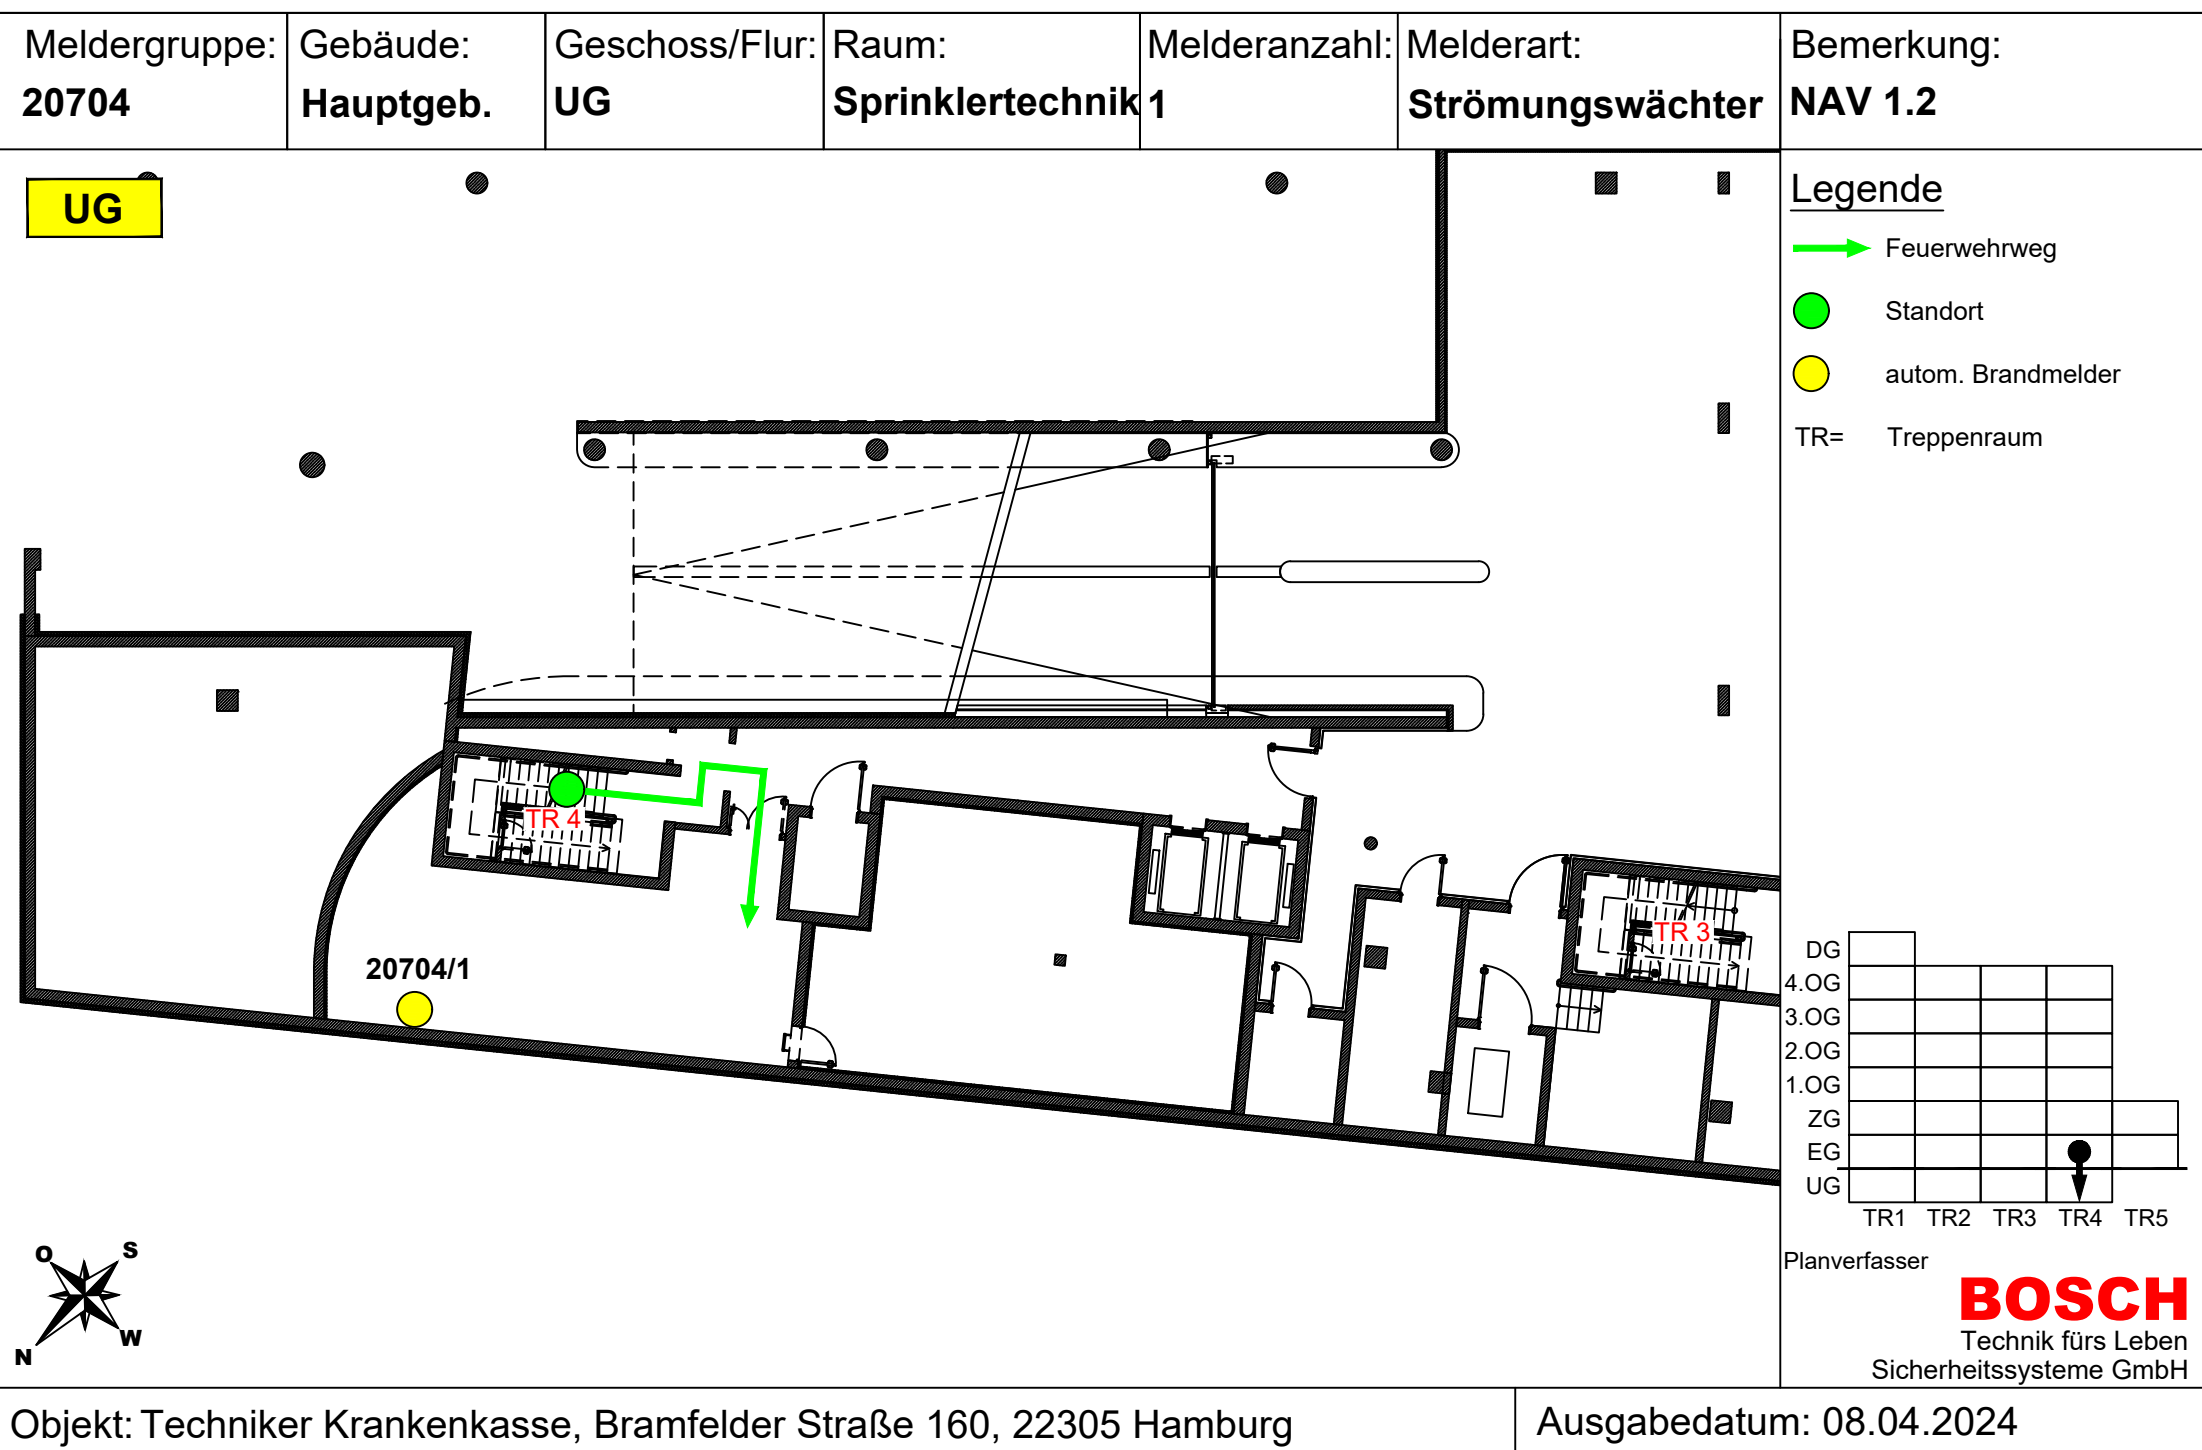 Meldergruppe: Gebäude: Geschoss/Flur: Raum: Melderanzahl: Melderart: Bemerkung:
20704 Hauptgeb. UG Sprinklertechnik 1 Strömungswächter NAV 1.2
UG
Legende
Feuerwehrweg
Standort
autom. Brandmelder
TR= Treppenraum
TR 4
TR 3
20704/1
DG
4.OG
3.OG
2.OG
1.OG
ZG
EG
UG
TR1 TR2 TR3 TR4 TR5
O S
N W
Planverfasser
BOSCH
Technik fürs Leben
Sicherheitssysteme GmbH
Objekt: Techniker Krankenkasse, Bramfelder Straße 160, 22305 Hamburg
Ausgabedatum: 08.04.2024